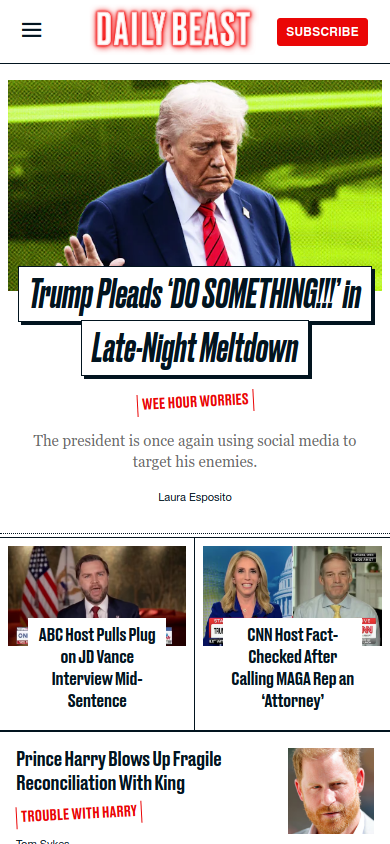 DAILY BEAST
SUBSCRIBE
Trump Pleads ‘DO SOMETHING!!!’ in
Late-Night Meltdown
WEE HOUR WORRIES
The president is once again using social media to
target his enemies.
Laura Esposito
ABC Host Pulls Plug
on JD Vance
Interview Mid-
Sentence
CNN Host Fact-
Checked After
Calling MAGA Rep an
‘Attorney’
Prince Harry Blows Up Fragile
Reconciliation With King
TROUBLE WITH HARRY
Tom Sykes